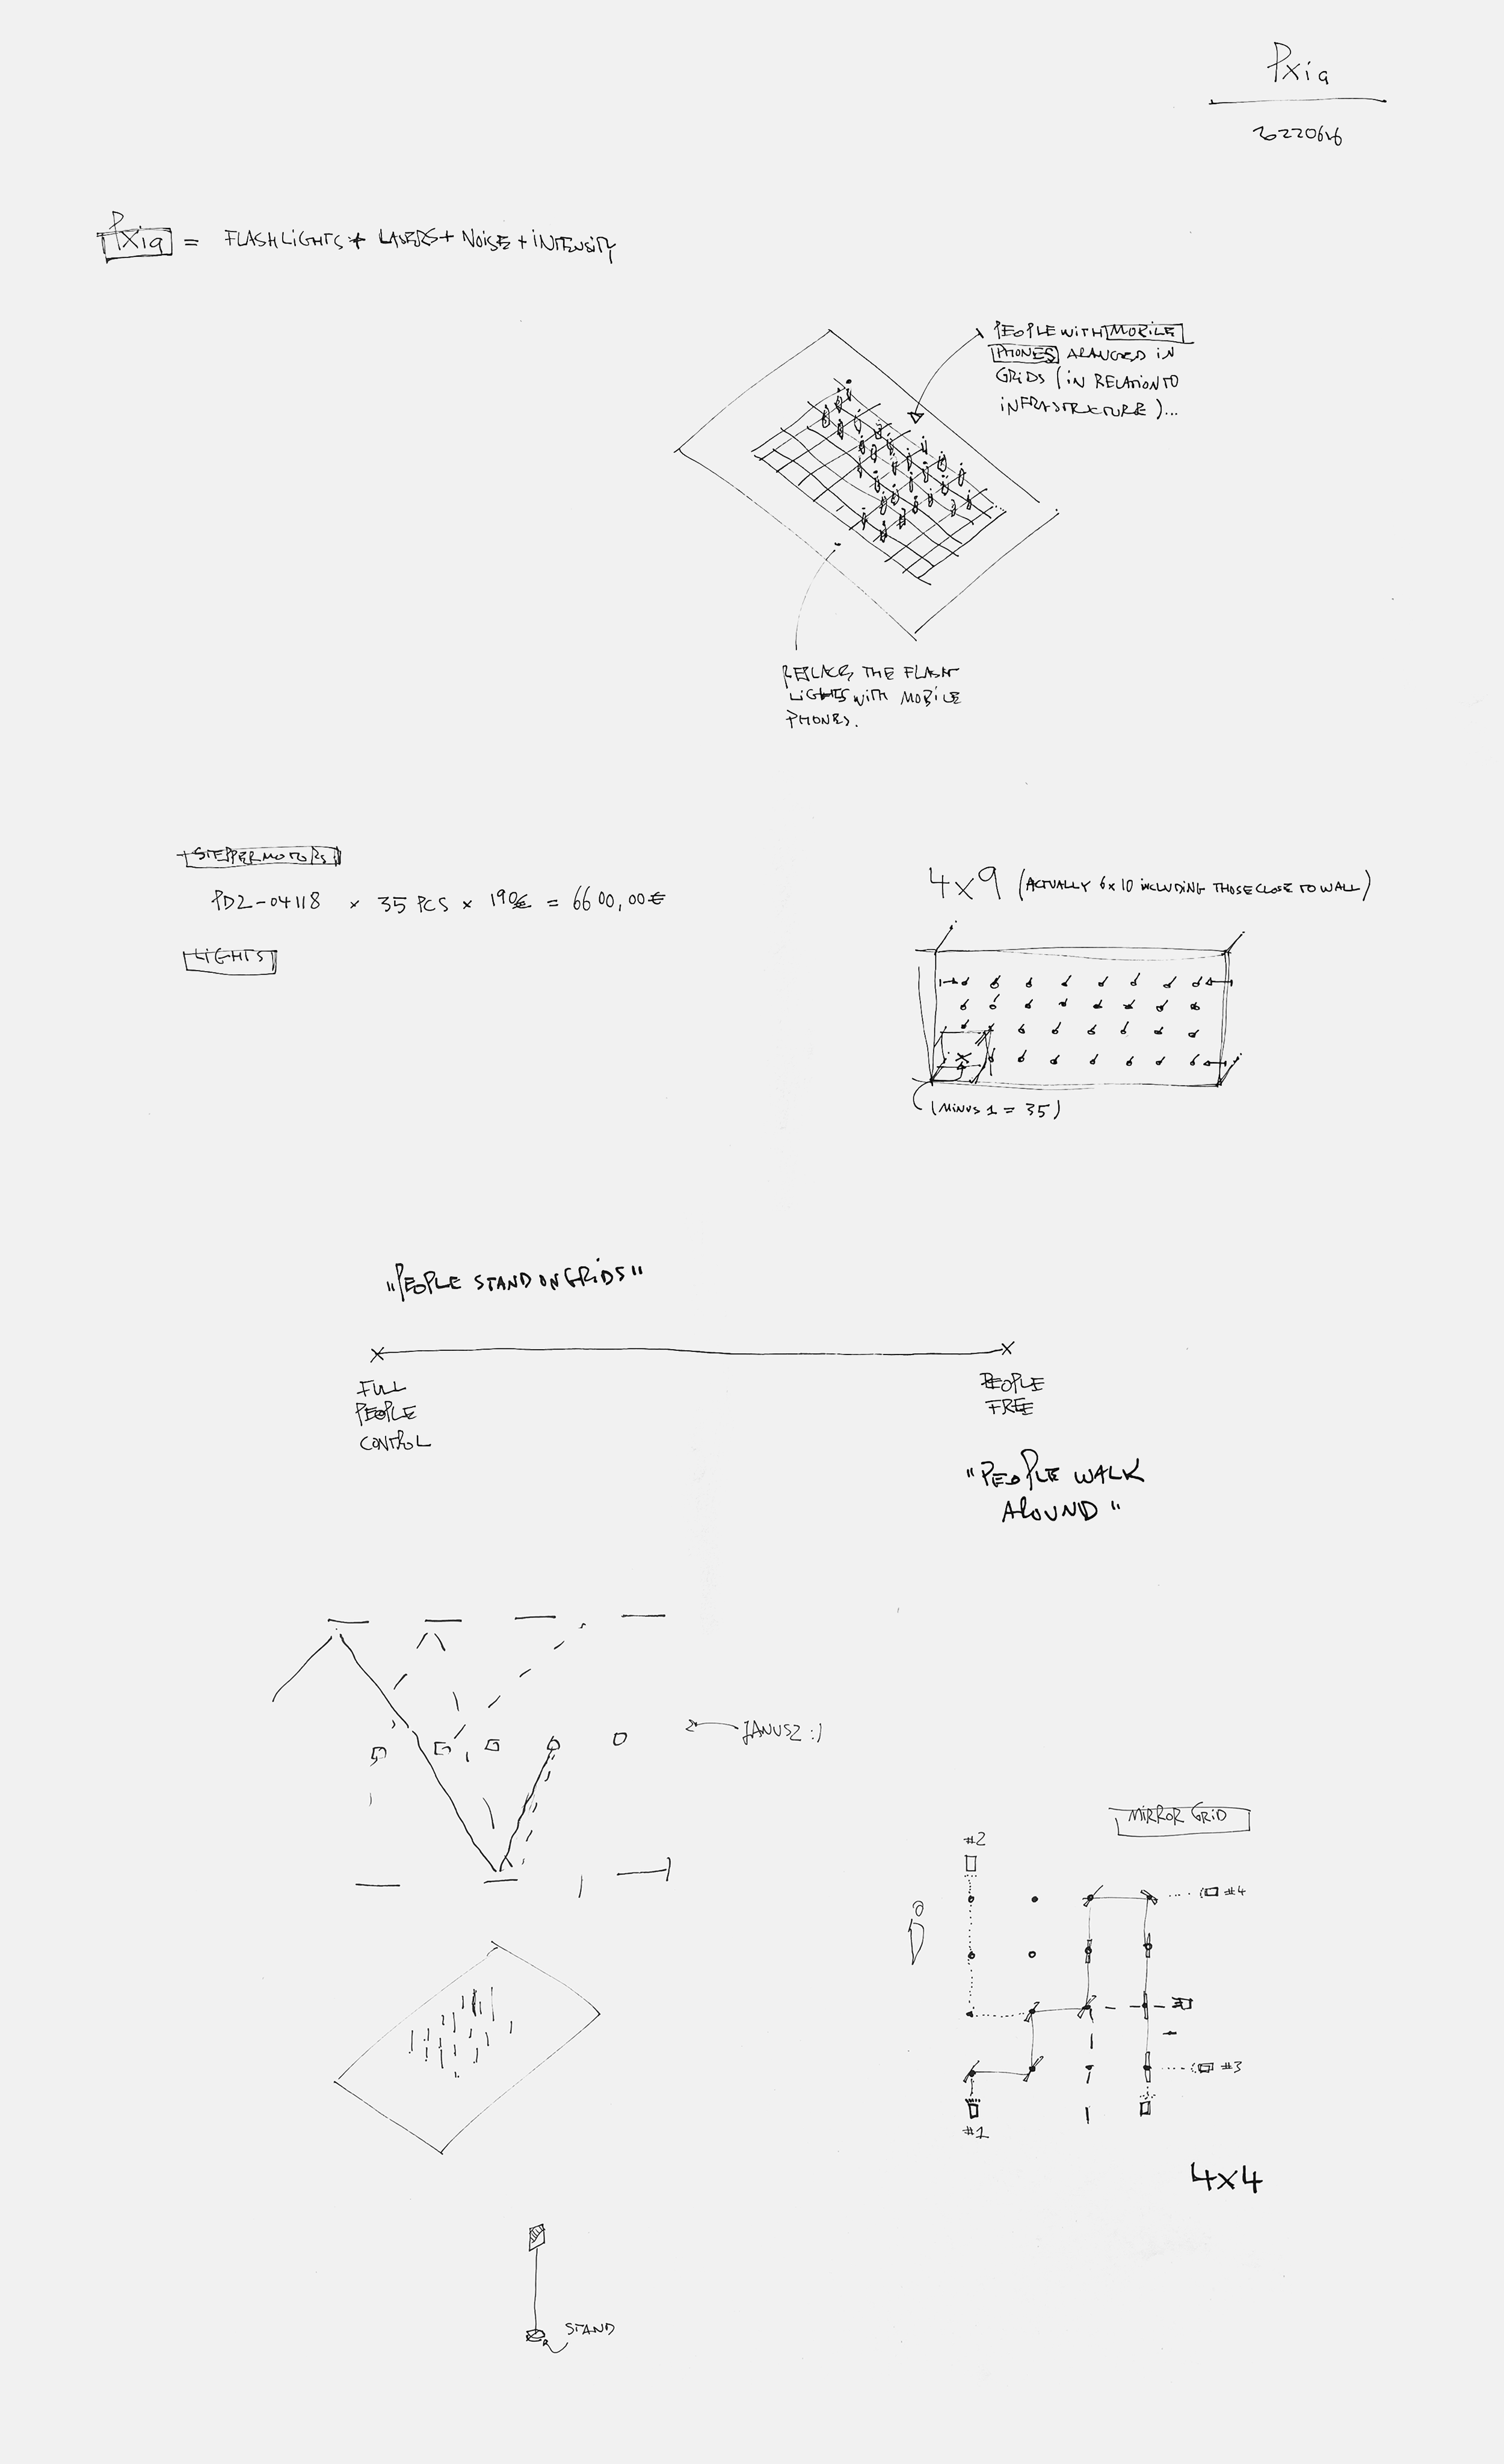 Pxia
20220626
Pxia = FLASHLIGHTS + LASERS + NOISE + INTENSITY
PEOPLE WITH MOBILE
PHONES ARANGED IN
GRIDS (IN RELATION TO
INFRASTRUCTURE)...
REPLACE THE FLASH
LIGHTS WITH MOBILE
PHONES.
STEPPERMOTORS
PD2-04118 × 35 PCS × 190€ = 6600,00€
LIGHTS
4×9 (ACTUALLY 6×10 INCLUDING THOSE CLOSE TO WALL)
(MINUS 1 = 35)
"PEOPLE STAND ON GRIDS"
FULL
PEOPLE
CONTROL
PEOPLE
FREE
"PEOPLE WALK
AROUND"
JANUSZ :)
MIRROR GRID
#2
#4
#3
#1
4×4
STAND